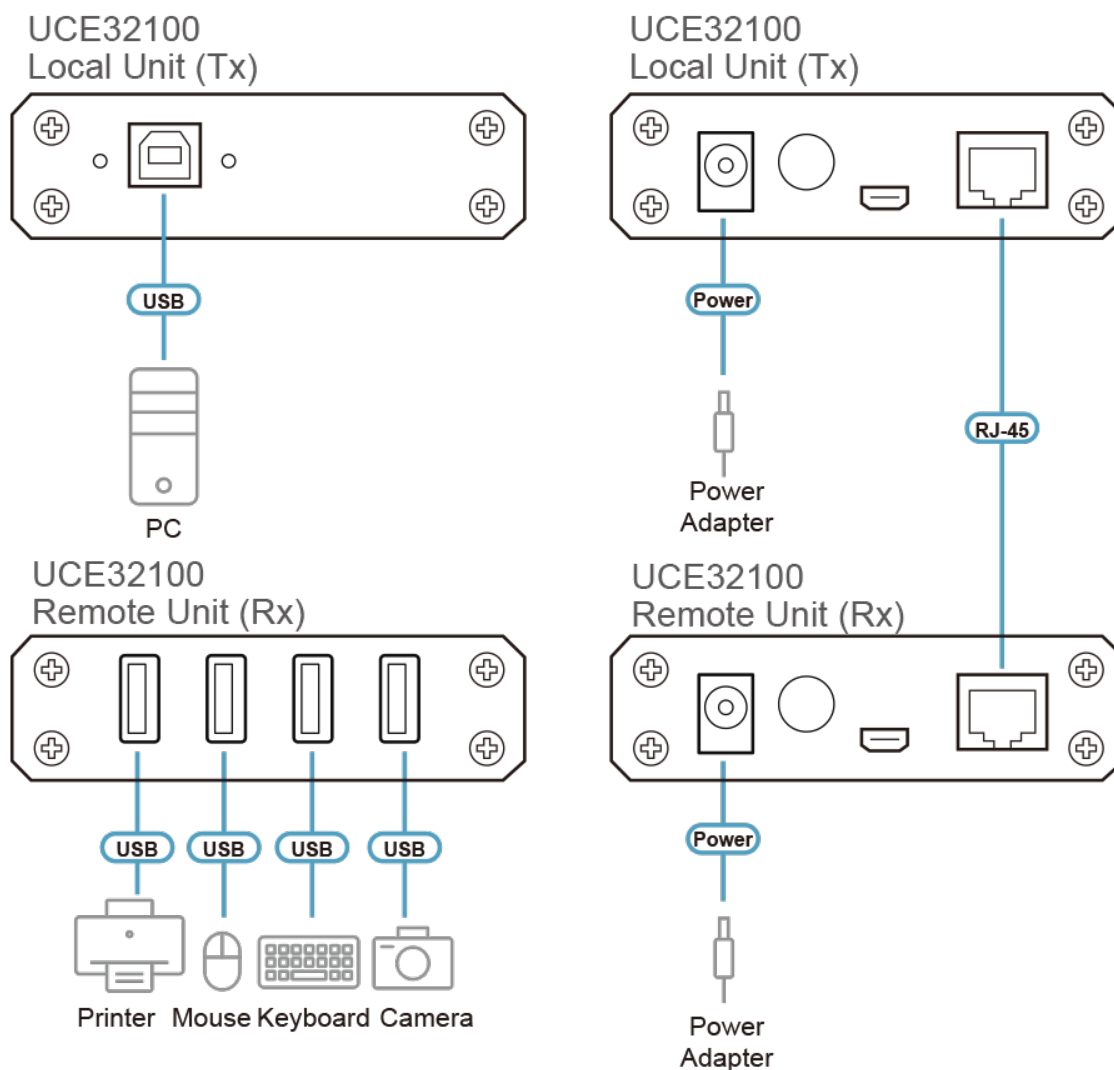 UCE32100
Local Unit (Tx)
USB
PC
UCE32100
Local Unit (Tx)
Power
Power
Adapter
RJ-45
UCE32100
Remote Unit (Rx)
USB
USB
USB
USB
Printer
Mouse
Keyboard
Camera
UCE32100
Remote Unit (Rx)
Power
Power
Adapter